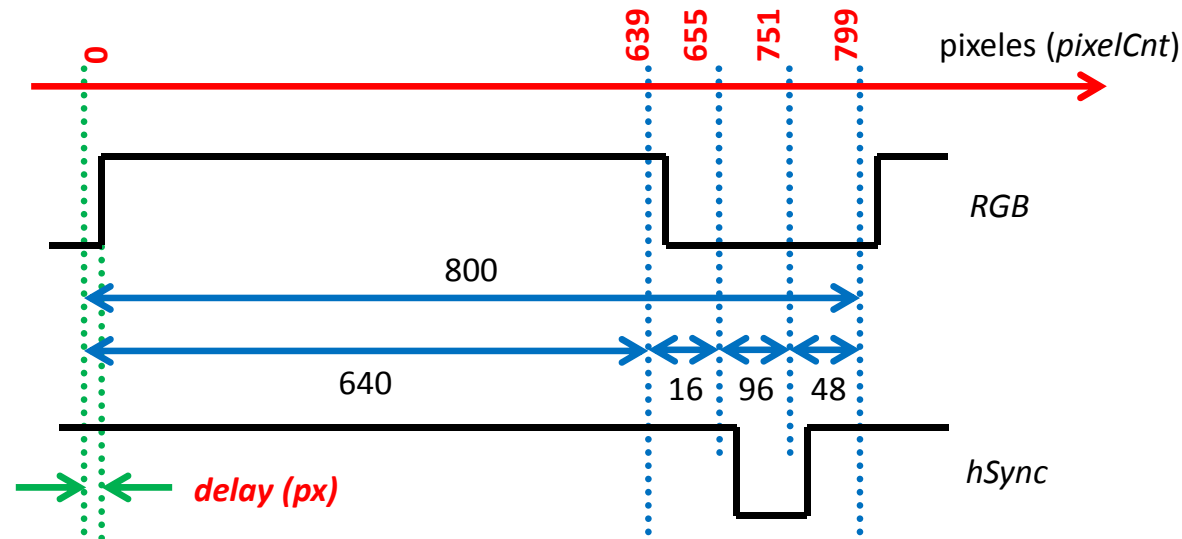 0
639
655
751
799
pixeles (pixelCnt)
RGB
800
640
16
96
48
hSync
delay (px)